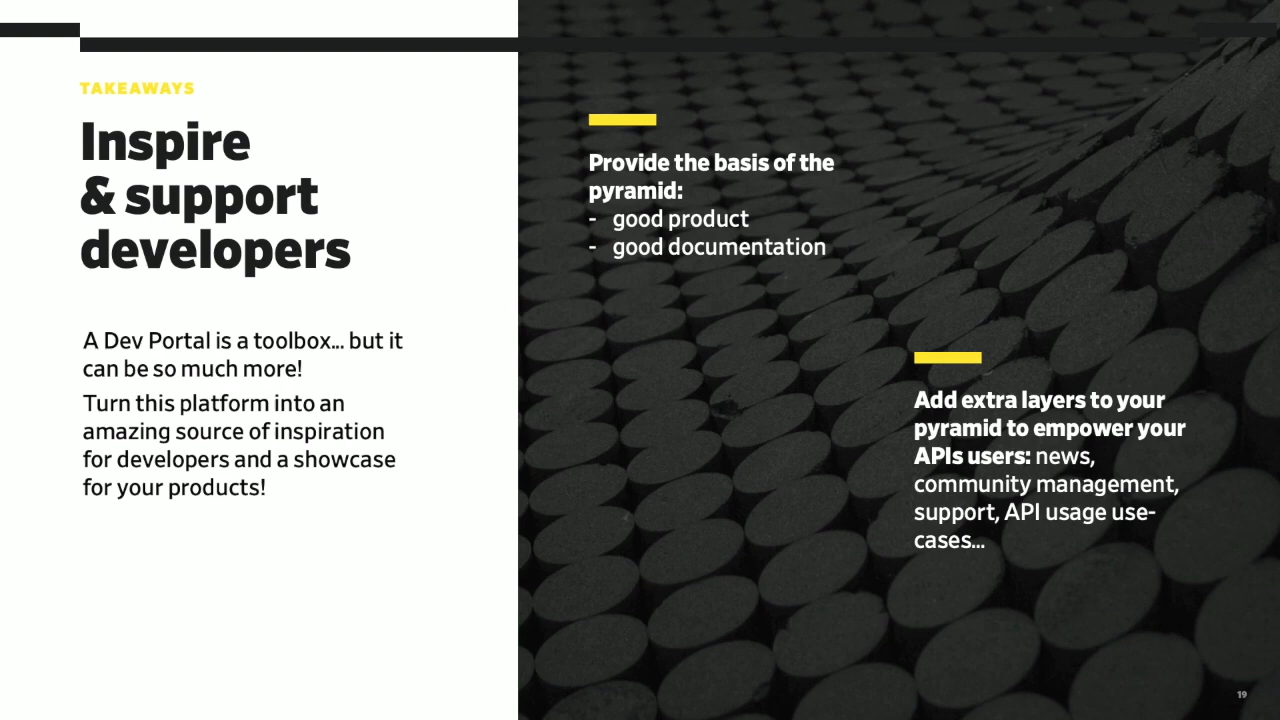 TAKEAWAYS
Inspire
& support
developers
A Dev Portal is a toolbox... but it
can be so much more!
Turn this platform into an
amazing source of inspiration
for developers and a showcase
for your products!
Provide the basis of the
pyramid:
- good product
- good documentation
Add extra layers to your
pyramid to empower your
APIs users: news,
community management,
support, API usage use-
cases...
19